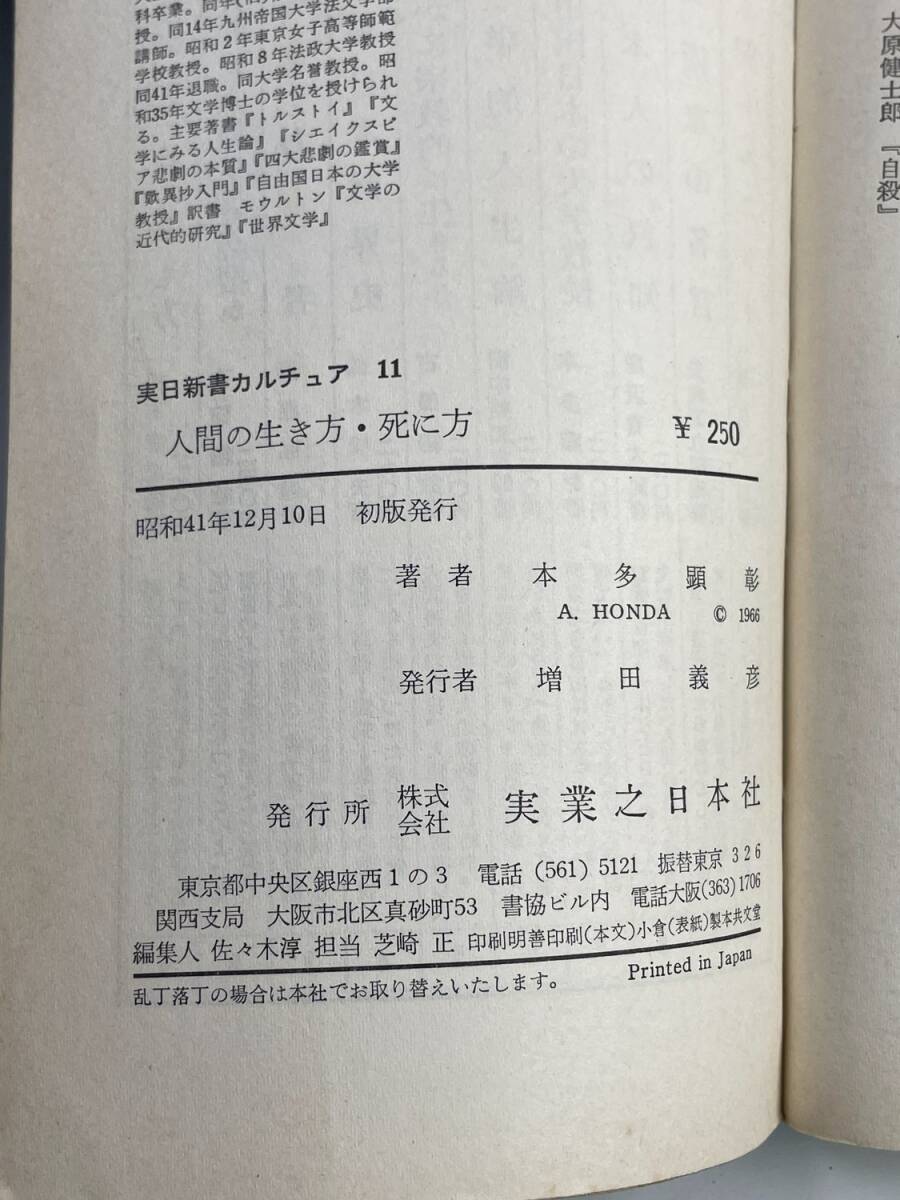 科卒業。同年
授。同14年九州帝国大学法文学部
講師。昭和2年東京女子高等師範
学校教授。昭和8年法政大学教授
同41年退職。同大学名誉教授。昭
和35年文学博士の学位を授けられ
る。主要著書『トルストイ』『文
学にみる人生論』『シエイクスピ
ア悲劇の本質』『四大悲劇の鑑賞』
『歎異抄入門』『自由国日本の大学
教授』訳書 モウルトン『文学の
近代的研究』『世界文学』
実日新書カルチュア 11
人間の生き方・死に方 ¥ 250
昭和41年12月10日 初版発行
著者 本多顕彰
A. HONDA © 1966
発行者 増田義彦
発行所 株式会社 実業之日本社
東京都中央区銀座西1の3 電話 (561) 5121 振替東京 326
関西支局 大阪市北区真砂町53 書協ビル内 電話大阪(363)1706
編集人 佐々木淳 担当 芝崎 正 印刷明善印刷(本文)小倉(表紙)製本共文堂
乱丁落丁の場合は本社でお取り替えいたします。 Printed in Japan
大原健士郎『自殺』